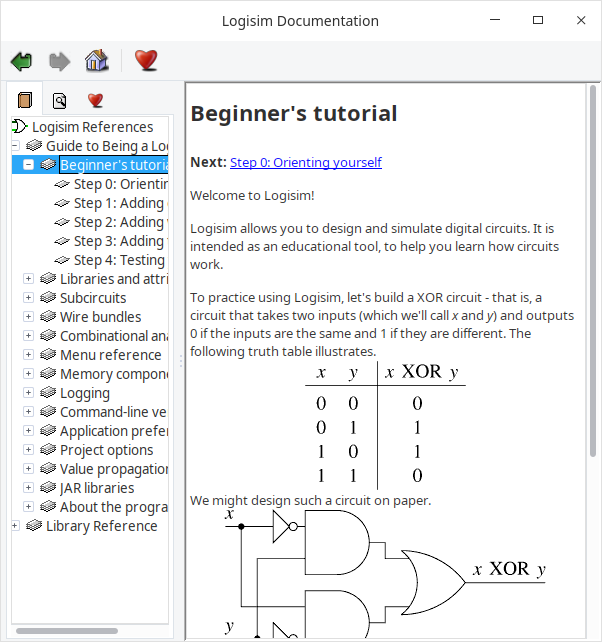 Logisim Documentation
Logisim References
Guide to Being a Lo
Beginner's tutoria
Step 0: Orientin
Step 1: Adding
Step 2: Adding
Step 3: Adding
Step 4: Testing
Libraries and attri
Subcircuits
Wire bundles
Combinational ana
Menu reference
Memory compon
Logging
Command-line ve
Application prefer
Project options
Value propagation
JAR libraries
About the progra
Library Reference
Beginner's tutorial
Next: Step 0: Orienting yourself
Welcome to Logisim!
Logisim allows you to design and simulate digital circuits. It is
intended as an educational tool, to help you learn how circuits
work.
To practice using Logisim, let's build a XOR circuit - that is, a
circuit that takes two inputs (which we'll call x and y) and outputs
0 if the inputs are the same and 1 if they are different. The
following truth table illustrates.
x y x XOR y
0 0 0
0 1 1
1 0 1
1 1 0
We might design such a circuit on paper.
x
x XOR y
y